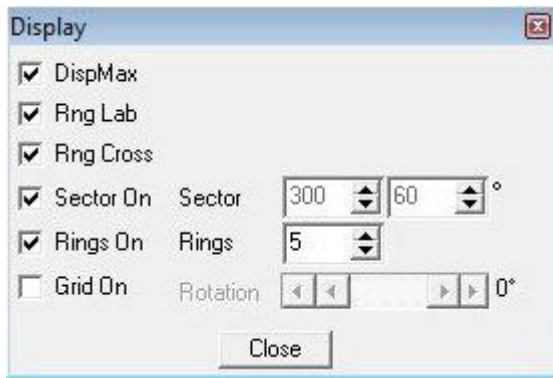 Display
DispMax
Rng Lab
Rng Cross
Sector On Sector 300 60 °
Rings On Rings 5
Grid On Rotation 0°
Close